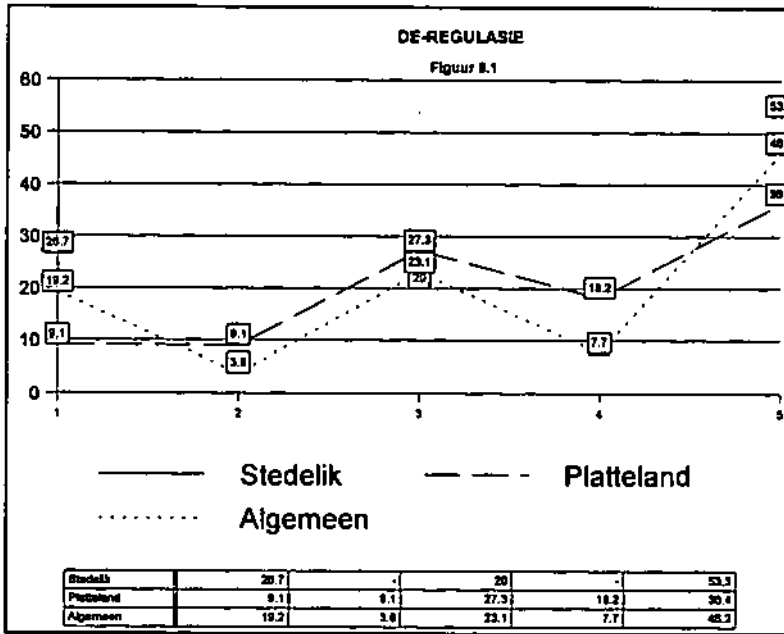 DE-REGULASIE
Figuur 8.1
60
50
40
30
20
10
0
26.7
19.2
9.1
9.1
3.8
27.3
23.1
20
18.2
7.7
53.
46
36
1 2 3 4 5
Stedelik Platteland
Algemeen
Stedelik 26.7 - 20 - 53.3
Platteland 9.1 9.1 27.3 18.2 36.4
Algemeen 19.2 3.8 23.1 7.7 46.2